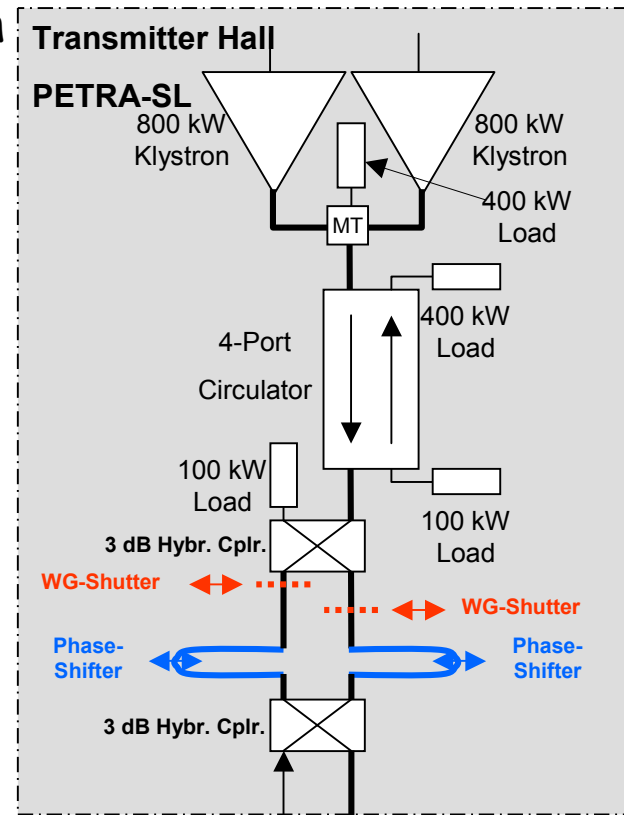 Transmitter Hall
PETRA-SL
800 kW
Klystron
800 kW
Klystron
400 kW
Load
MT
4-Port
Circulator
400 kW
Load
100 kW
Load
100 kW
Load
3 dB Hybr. Cplr.
WG-Shutter
WG-Shutter
Phase-
Shifter
Phase-
Shifter
3 dB Hybr. Cplr.